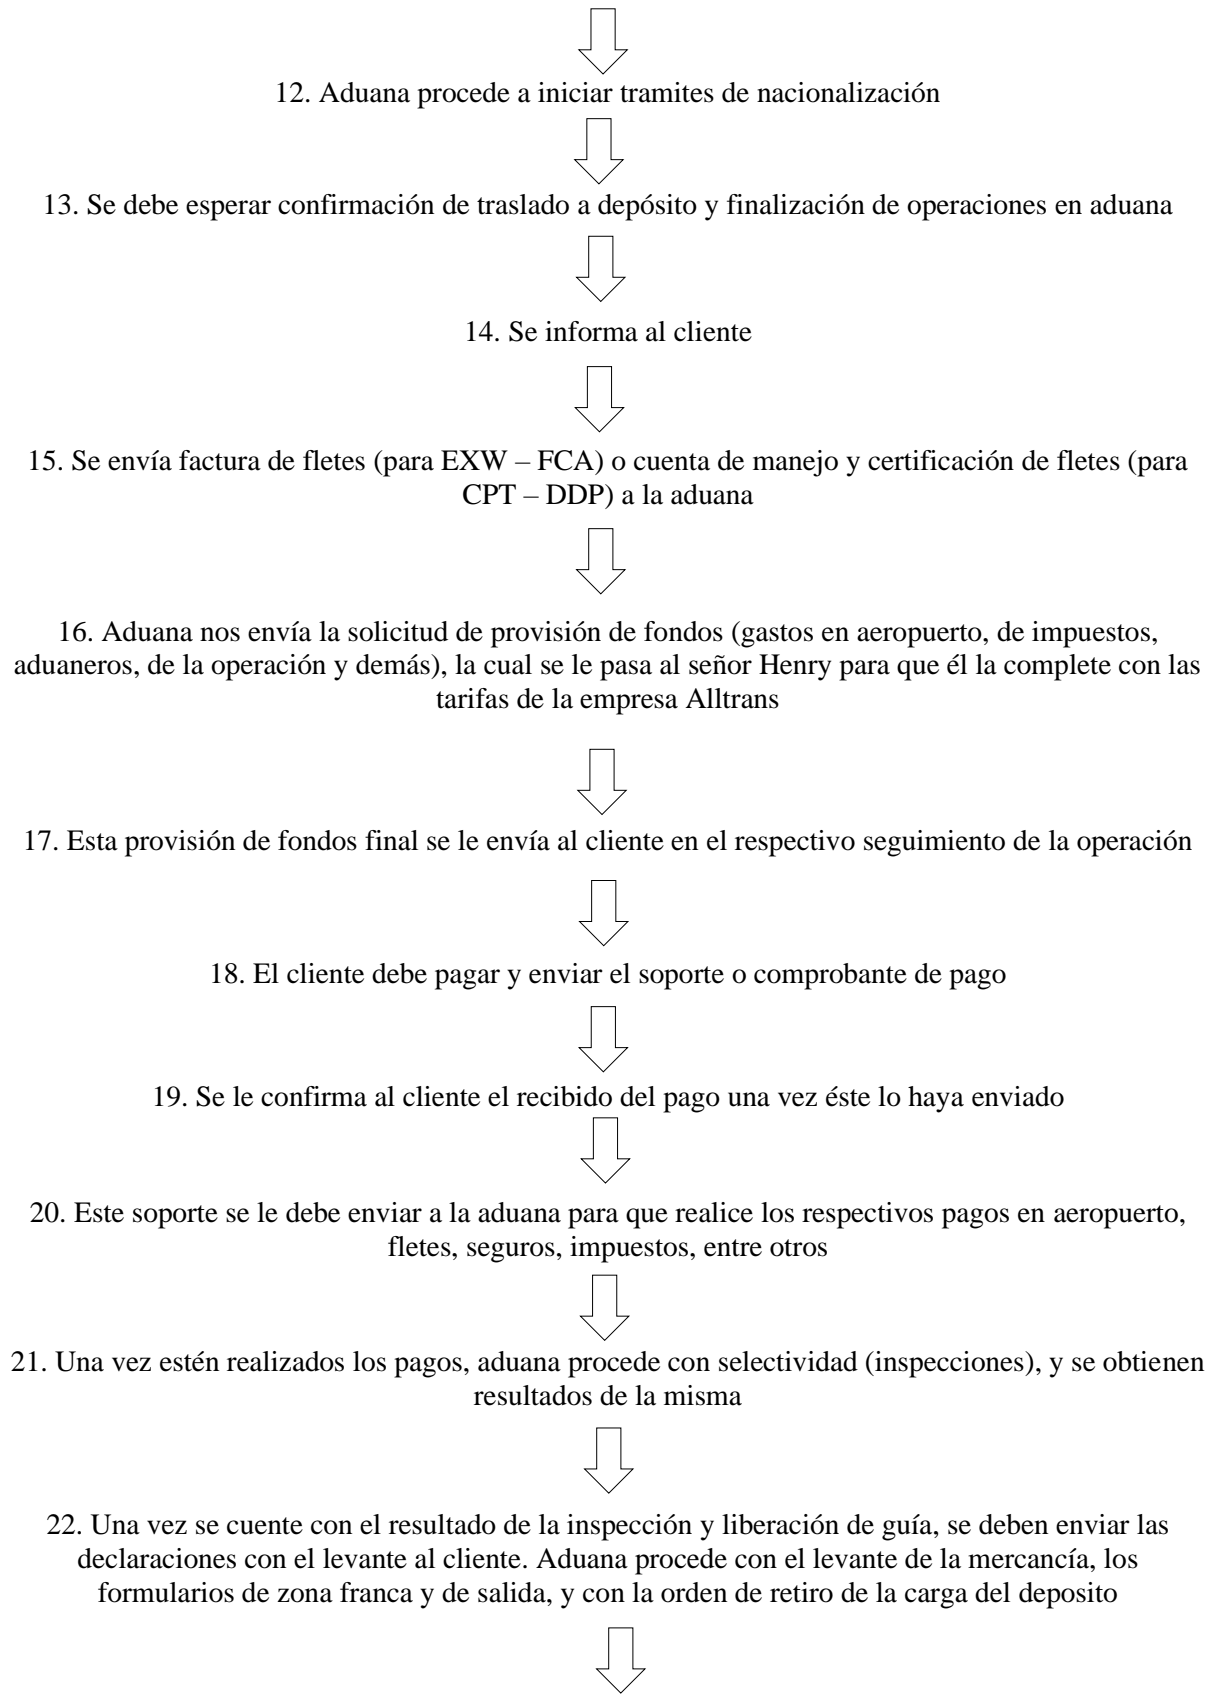 12. Aduana procede a iniciar tramites de nacionalización
13. Se debe esperar confirmación de traslado a depósito y finalización de operaciones en aduana
14. Se informa al cliente
15. Se envía factura de fletes (para EXW – FCA) o cuenta de manejo y certificación de fletes (para
CPT – DDP) a la aduana
16. Aduana nos envía la solicitud de provisión de fondos (gastos en aeropuerto, de impuestos,
aduaneros, de la operación y demás), la cual se le pasa al señor Henry para que él la complete con las
tarifas de la empresa Alltrans
17. Esta provisión de fondos final se le envía al cliente en el respectivo seguimiento de la operación
18. El cliente debe pagar y enviar el soporte o comprobante de pago
19. Se le confirma al cliente el recibido del pago una vez éste lo haya enviado
20. Este soporte se le debe enviar a la aduana para que realice los respectivos pagos en aeropuerto,
fletes, seguros, impuestos, entre otros
21. Una vez estén realizados los pagos, aduana procede con selectividad (inspecciones), y se obtienen
resultados de la misma
22. Una vez se cuente con el resultado de la inspección y liberación de guía, se deben enviar las
declaraciones con el levante al cliente. Aduana procede con el levante de la mercancía, los
formularios de zona franca y de salida, y con la orden de retiro de la carga del deposito